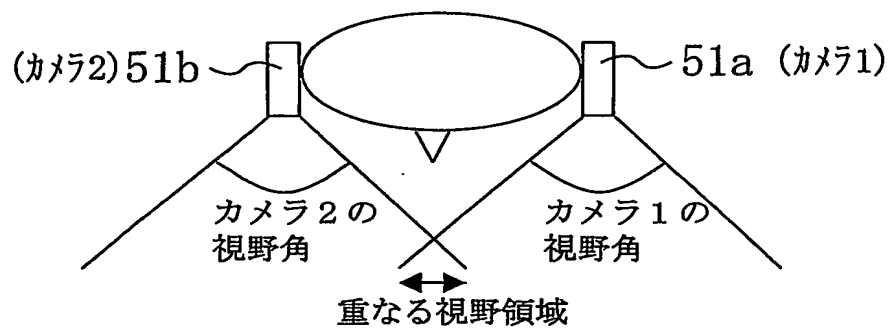 (カメラ2) 51b
51a (カメラ1)
カメラ2の
視野角
カメラ1の
視野角
重なる視野領域